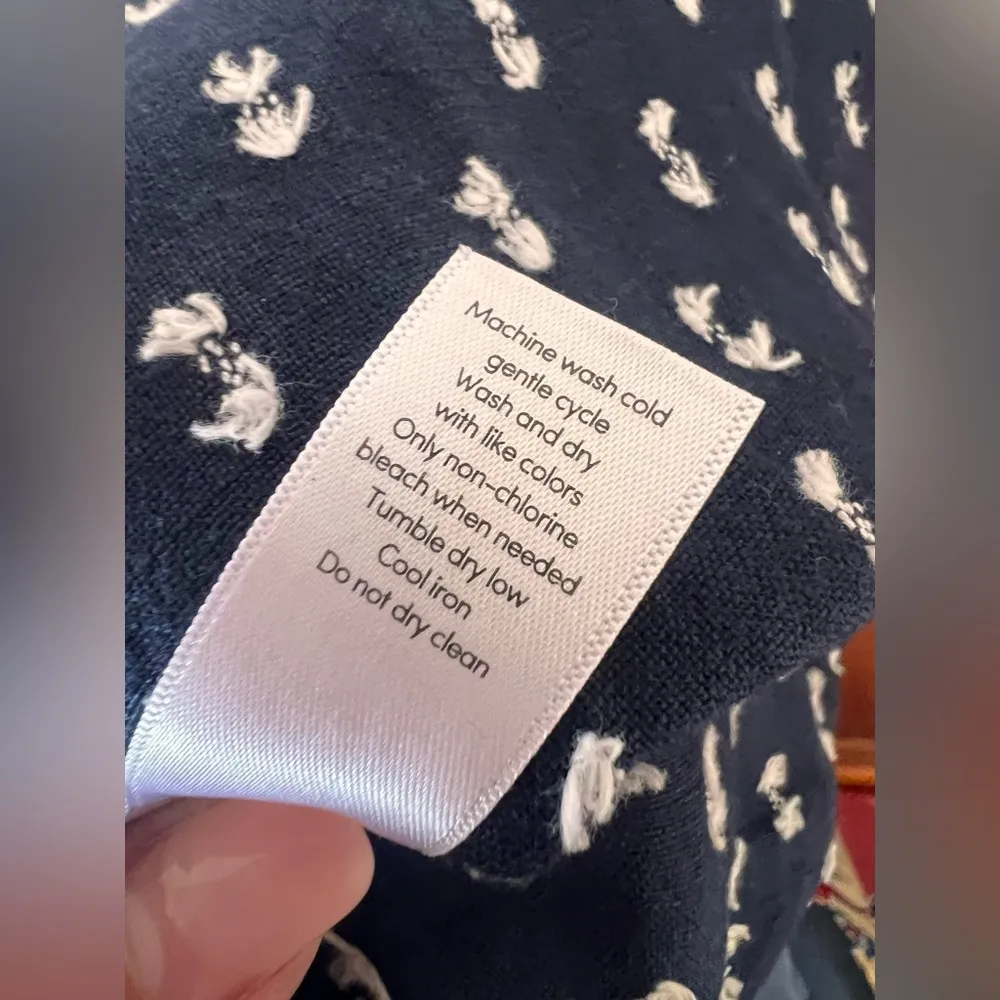 Machine wash cold
gentle cycle
Wash and dry
with like colors
Only non-chlorine
bleach when needed
Tumble dry low
Cool iron
Do not dry clean